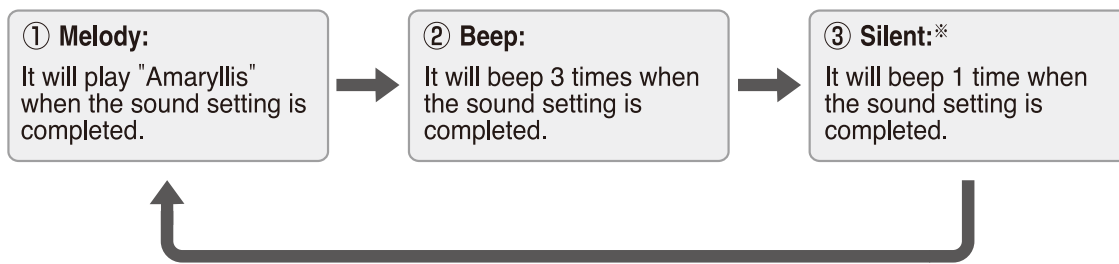 ① Melody:
It will play "Amaryllis"
when the sound setting is
completed.
② Beep:
It will beep 3 times when
the sound setting is
completed.
③ Silent:※
It will beep 1 time when
the sound setting is
completed.